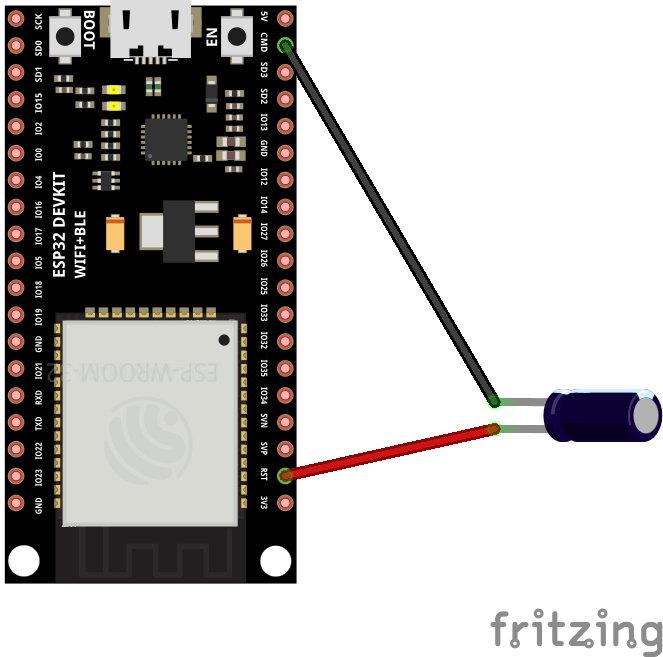 SCK
SD0
SD1
IO15
IO2
IO0
IO4
IO16
IO17
IO5
IO18
IO19
GND
IO21
RXD
TXD
IO22
IO23
GND
BOOT
EN
ESP32 DEVKIT
WIFI+BLE
ESP-WROOM-32
5V
CMD
SD3
SD2
IO13
GND
IO12
IO14
IO27
IO26
IO25
IO33
IO32
IO35
IO34
SVN
SVP
RST
3V3
fritzing